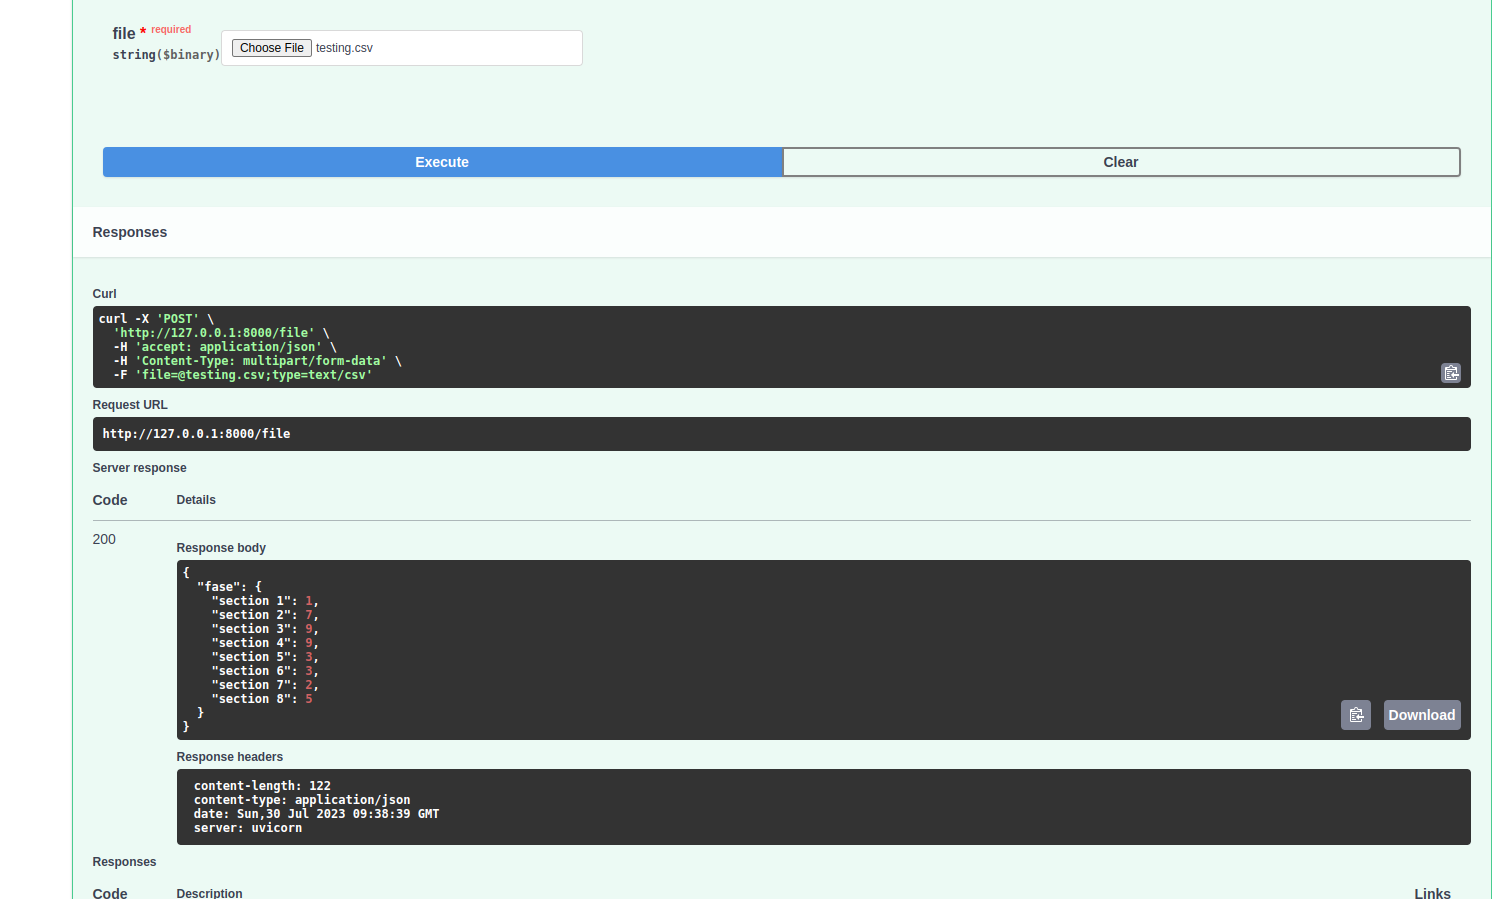 file * required
string($binary)
Choose File testing.csv
Execute
Clear
Responses
Curl
curl -X 'POST' \
  'http://127.0.0.1:8000/file' \
  -H 'accept: application/json' \
  -H 'Content-Type: multipart/form-data' \
  -F 'file=@testing.csv;type=text/csv'
Request URL
http://127.0.0.1:8000/file
Server response
Code Details
200
Response body
{
  "fase": {
    "section 1": 1,
    "section 2": 7,
    "section 3": 9,
    "section 4": 9,
    "section 5": 3,
    "section 6": 3,
    "section 7": 2,
    "section 8": 5
  }
}
Download
Response headers
content-length: 122
content-type: application/json
date: Sun,30 Jul 2023 09:38:39 GMT
server: uvicorn
Responses
Code Description Links